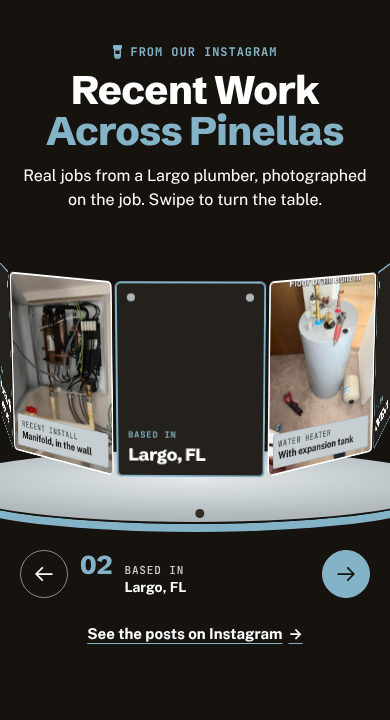 FROM OUR INSTAGRAM
Recent Work
Across Pinellas
Real jobs from a Largo plumber, photographed
on the job. Swipe to turn the table.
RECENT INSTALL
Manifold, in the wall
BASED IN
Largo, FL
WATER HEATER
With expansion tank
02
BASED IN
Largo, FL
See the posts on Instagram →